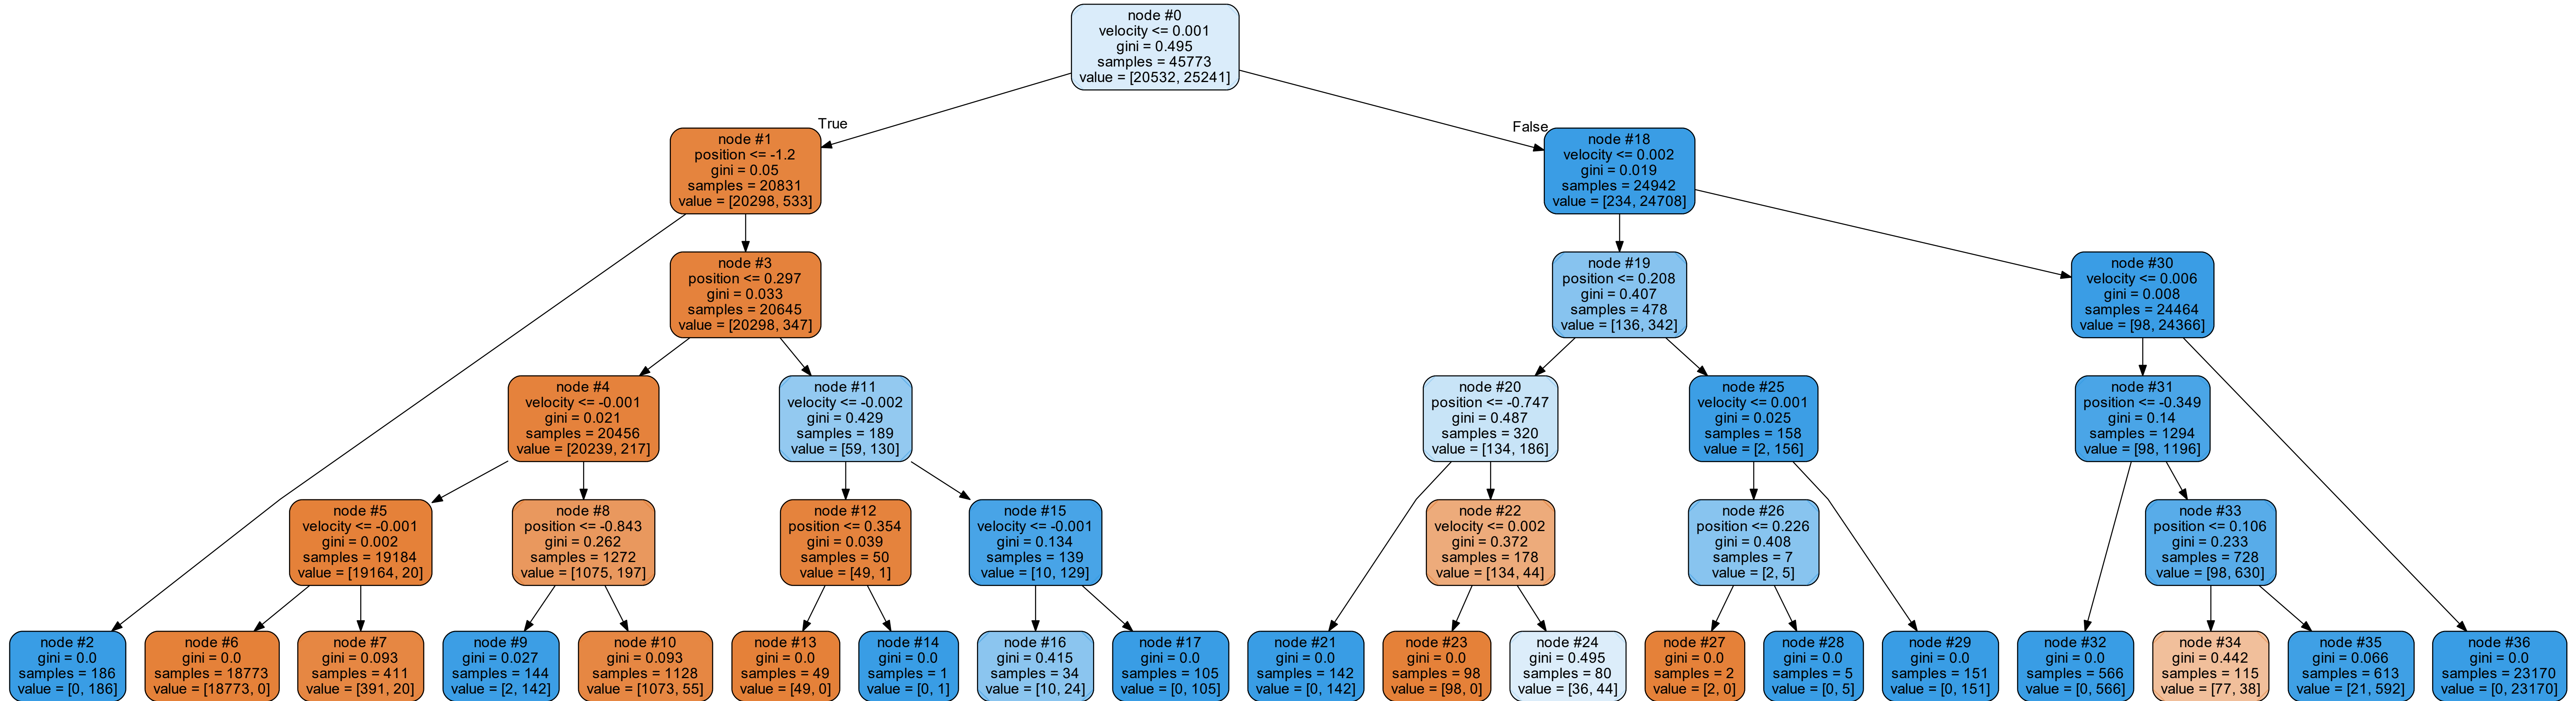 node #0
velocity <= 0.001
gini = 0.495
samples = 45773
value = [20532, 25241]
True
False
node #1
position <= -1.2
gini = 0.05
samples = 20831
value = [20298, 533]
node #18
velocity <= 0.002
gini = 0.019
samples = 24942
value = [234, 24708]
node #3
position <= 0.297
gini = 0.033
samples = 20645
value = [20298, 347]
node #19
position <= 0.208
gini = 0.407
samples = 478
value = [136, 342]
node #30
velocity <= 0.006
gini = 0.008
samples = 24464
value = [98, 24366]
node #4
velocity <= -0.001
gini = 0.021
samples = 20456
value = [20239, 217]
node #11
velocity <= -0.002
gini = 0.429
samples = 189
value = [59, 130]
node #20
position <= -0.747
gini = 0.487
samples = 320
value = [134, 186]
node #25
velocity <= 0.001
gini = 0.025
samples = 158
value = [2, 156]
node #31
position <= -0.349
gini = 0.14
samples = 1294
value = [98, 1196]
node #5
velocity <= -0.001
gini = 0.002
samples = 19184
value = [19164, 20]
node #8
position <= -0.843
gini = 0.262
samples = 1272
value = [1075, 197]
node #12
position <= 0.354
gini = 0.039
samples = 50
value = [49, 1]
node #15
velocity <= -0.001
gini = 0.134
samples = 139
value = [10, 129]
node #22
velocity <= 0.002
gini = 0.372
samples = 178
value = [134, 44]
node #26
position <= 0.226
gini = 0.408
samples = 7
value = [2, 5]
node #33
position <= 0.106
gini = 0.233
samples = 728
value = [98, 630]
node #2
gini = 0.0
samples = 186
value = [0, 186]
node #6
gini = 0.0
samples = 18773
value = [18773, 0]
node #7
gini = 0.093
samples = 411
value = [391, 20]
node #9
gini = 0.027
samples = 144
value = [2, 142]
node #10
gini = 0.093
samples = 1128
value = [1073, 55]
node #13
gini = 0.0
samples = 49
value = [49, 0]
node #14
gini = 0.0
samples = 1
value = [0, 1]
node #16
gini = 0.415
samples = 34
value = [10, 24]
node #17
gini = 0.0
samples = 105
value = [0, 105]
node #21
gini = 0.0
samples = 142
value = [0, 142]
node #23
gini = 0.0
samples = 98
value = [98, 0]
node #24
gini = 0.495
samples = 80
value = [36, 44]
node #27
gini = 0.0
samples = 2
value = [2, 0]
node #28
gini = 0.0
samples = 5
value = [0, 5]
node #29
gini = 0.0
samples = 151
value = [0, 151]
node #32
gini = 0.0
samples = 566
value = [0, 566]
node #34
gini = 0.442
samples = 115
value = [77, 38]
node #35
gini = 0.066
samples = 613
value = [21, 592]
node #36
gini = 0.0
samples = 23170
value = [0, 23170]